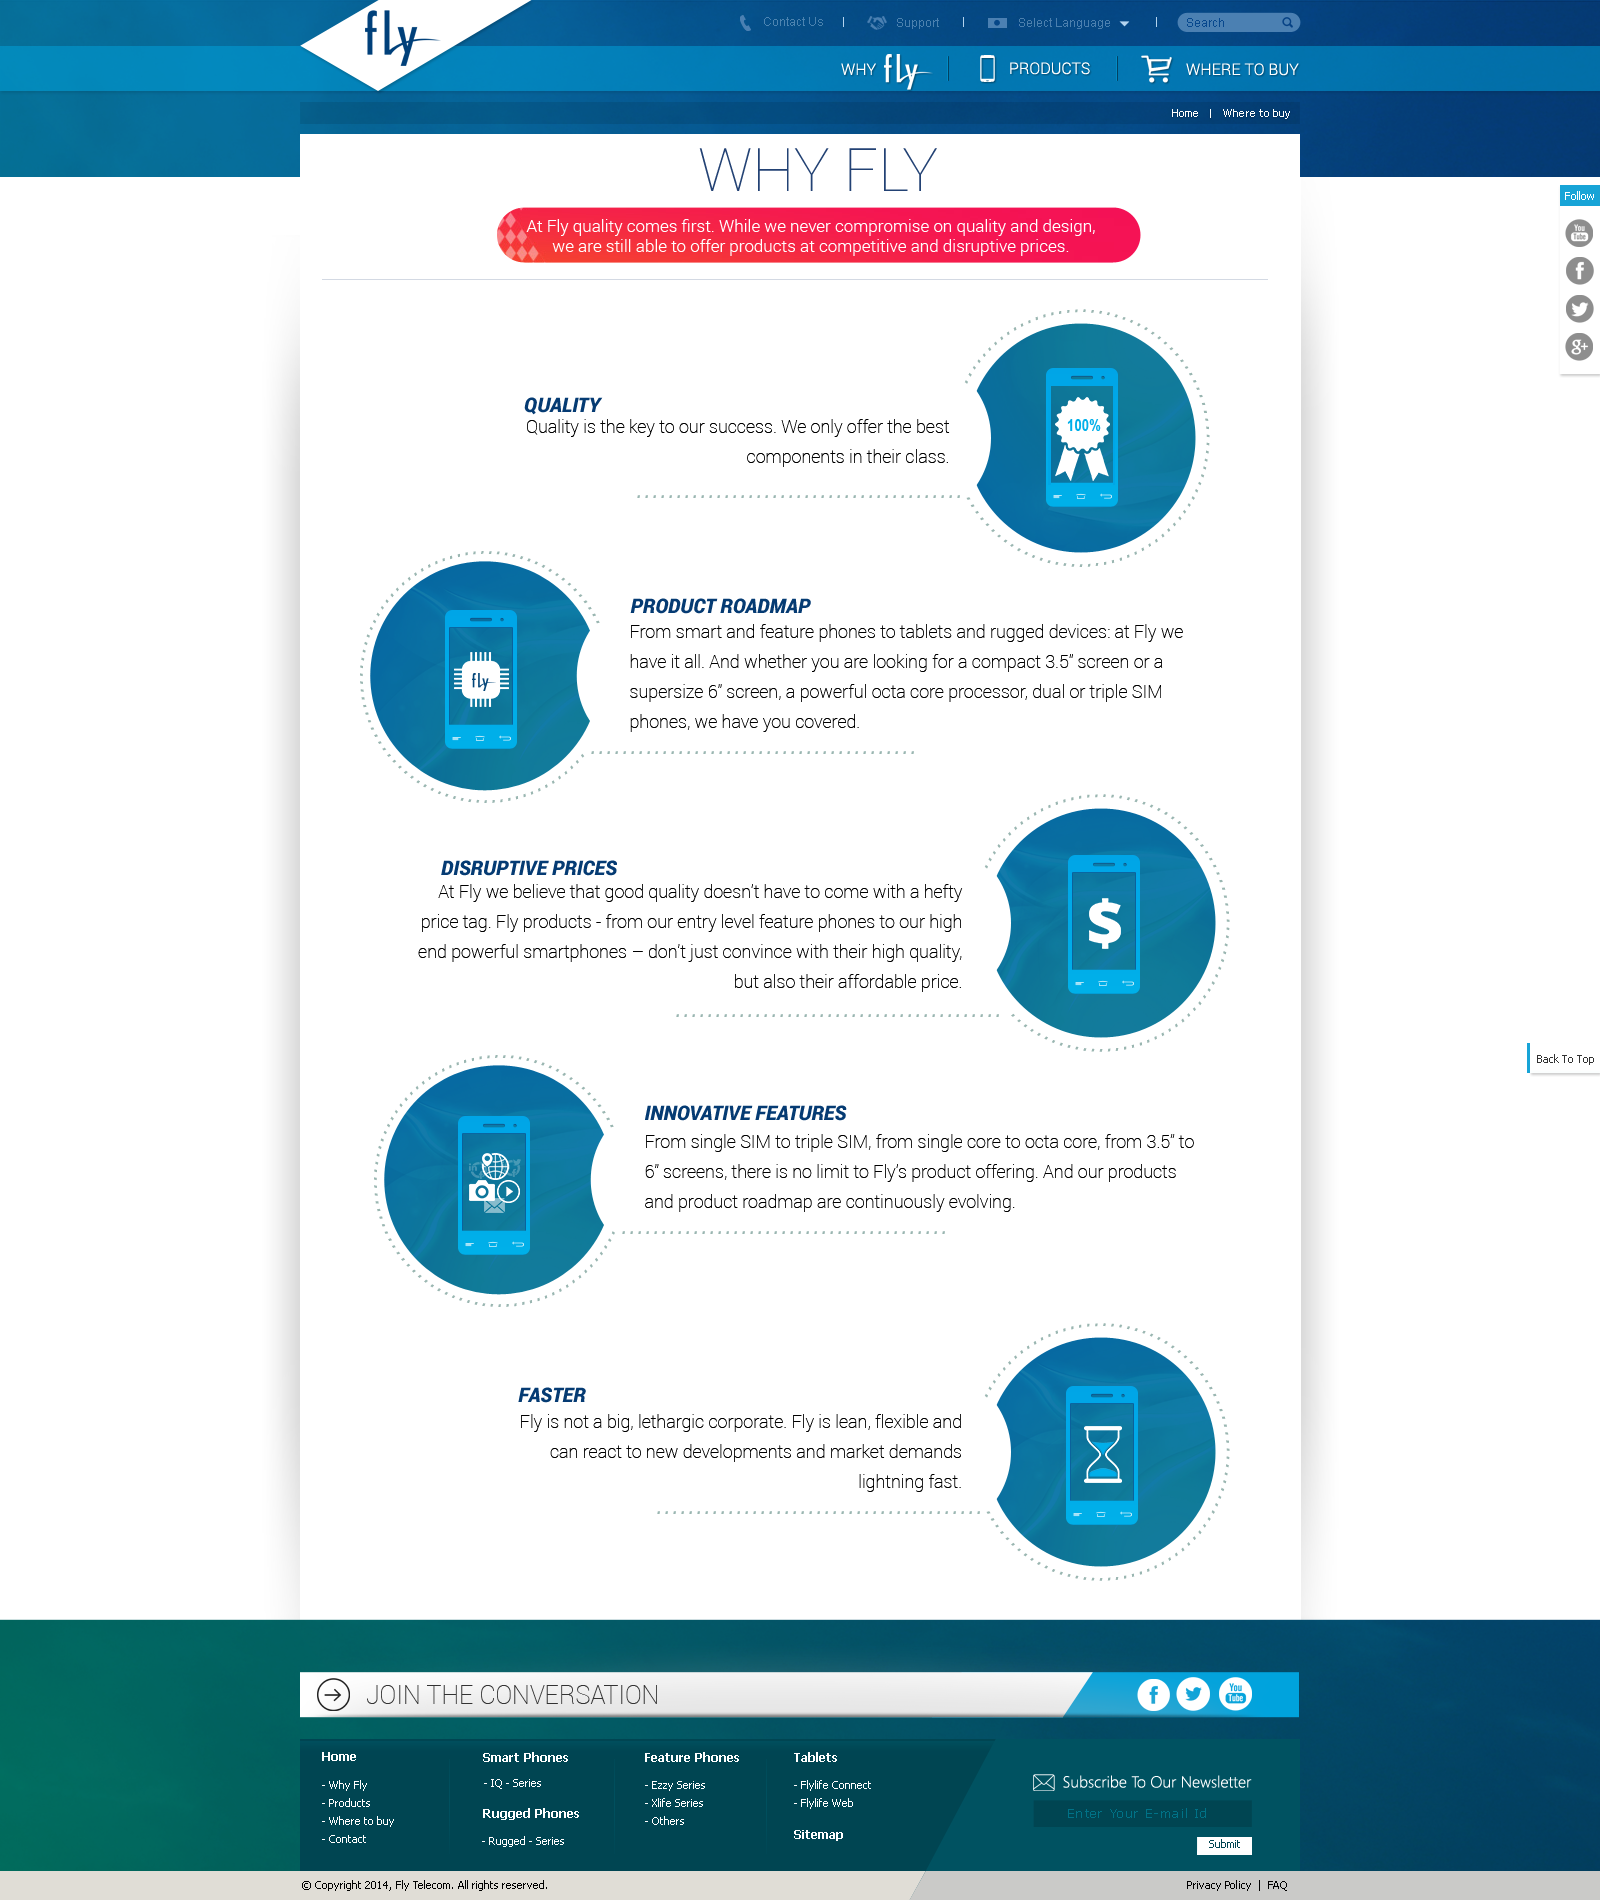 fly
Contact Us
Support
Select Language
Search
WHY fly
PRODUCTS
WHERE TO BUY
Home | Where to buy
WHY FLY
At Fly quality comes first. While we never compromise on quality and design,
we are still able to offer products at competitive and disruptive prices.
Follow
You
Tube
f
g+
QUALITY
Quality is the key to our success. We only offer the best
components in their class.
100%
PRODUCT ROADMAP
From smart and feature phones to tablets and rugged devices: at Fly we
have it all. And whether you are looking for a compact 3.5” screen or a
supersize 6” screen, a powerful octa core processor, dual or triple SIM
phones, we have you covered.
fly
DISRUPTIVE PRICES
At Fly we believe that good quality doesn’t have to come with a hefty
price tag. Fly products - from our entry level feature phones to our high
end powerful smartphones – don’t just convince with their high quality,
but also their affordable price.
$
Back To Top
INNOVATIVE FEATURES
From single SIM to triple SIM, from single core to octa core, from 3.5” to
6” screens, there is no limit to Fly’s product offering. And our products
and product roadmap are continuously evolving.
FASTER
Fly is not a big, lethargic corporate. Fly is lean, flexible and
can react to new developments and market demands
lightning fast.
JOIN THE CONVERSATION
f
You
Tube
Home
- Why Fly
- Products
- Where to buy
- Contact
Smart Phones
- IQ - Series
Rugged Phones
- Rugged - Series
Feature Phones
- Ezzy Series
- Xlife Series
- Others
Tablets
- Flylife Connect
- Flylife Web
Sitemap
Subscribe To Our Newsletter
Enter Your E-mail Id
Submit
© Copyright 2014, Fly Telecom. All rights reserved.
Privacy Policy | FAQ